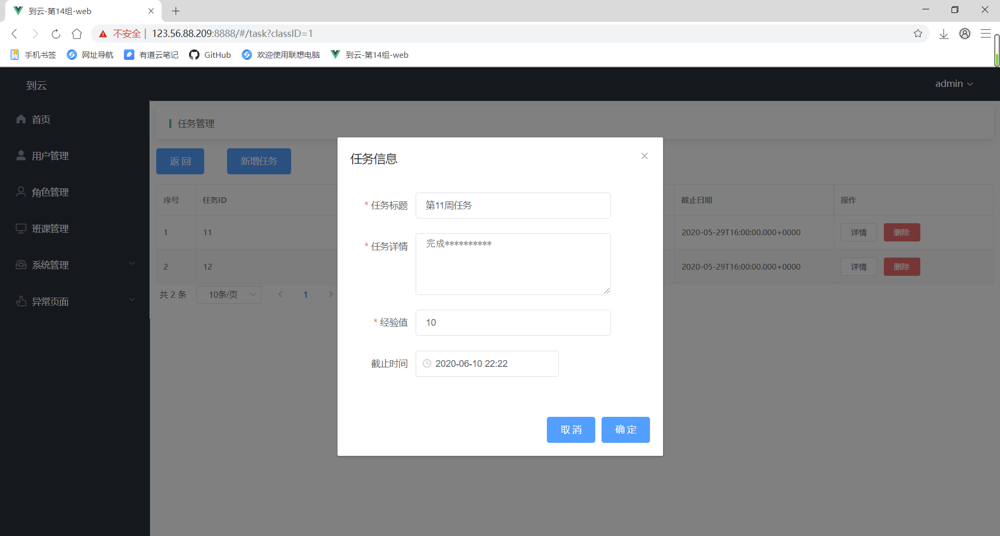 到云-第14组-web
不安全 | 123.56.88.209:8888/#/task?classID=1
手机书签 网址导航 有道云笔记 GitHub 欢迎使用联想电脑 到云-第14组-web
到云 admin
首页
用户管理
角色管理
班课管理
系统管理
异常页面
任务管理
返回 新增任务
序号 任务ID 截止日期 操作
1 11 2020-05-29T16:00:00.000+0000 详情 删除
2 12 2020-05-29T16:00:00.000+0000 详情 删除
共 2 条 10条/页 1
任务信息
* 任务标题 第11周任务
* 任务详情 完成**********
* 经验值 10
截止时间 2020-06-10 22:22
取消 确定